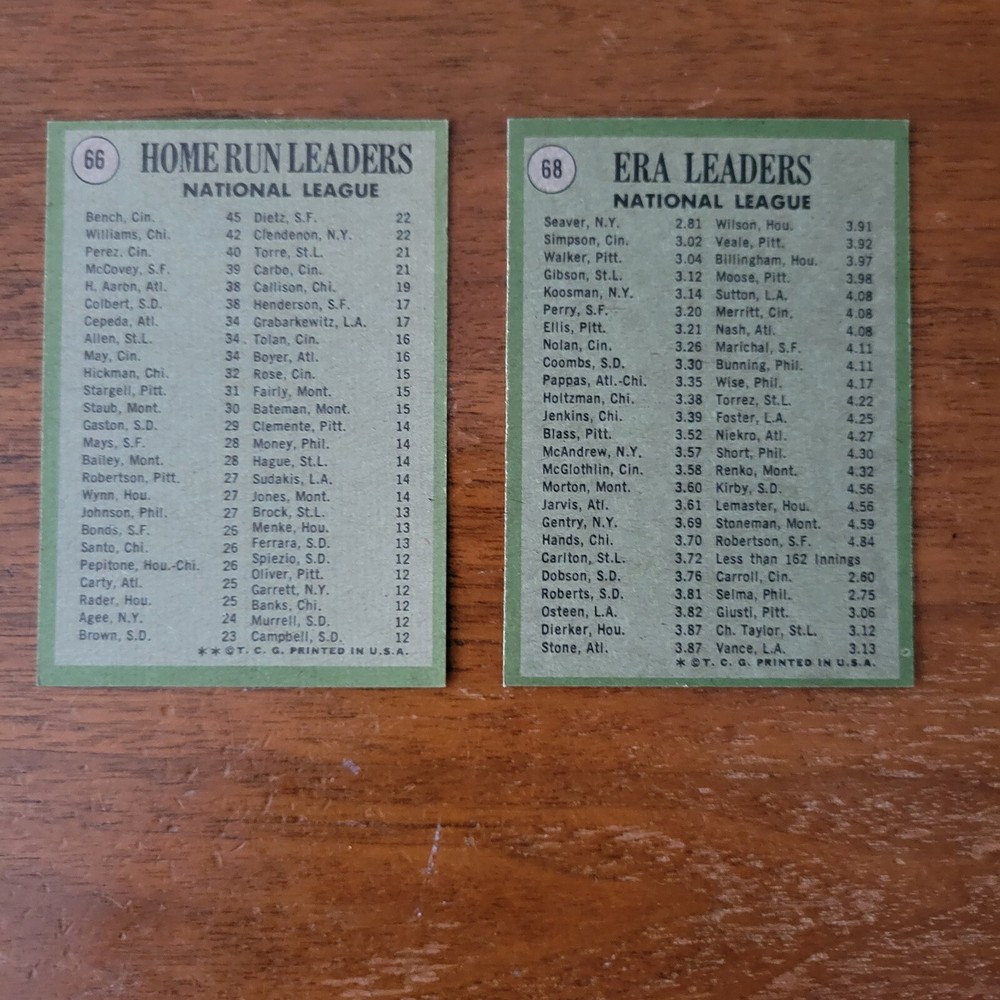 66
HOME RUN LEADERS
NATIONAL LEAGUE
Bench, Cin. 45 Dietz, S.F. 22
Williams, Chi. 42 Clendenon, N.Y. 22
Perez, Cin. 40 Torre, St.L. 21
McCovey, S.F. 39 Carbo, Cin. 21
H. Aaron, Atl. 38 Callison, Chi. 19
Colbert, S.D. 38 Henderson, S.F. 17
Cepeda, Atl. 34 Grabarkewitz, L.A. 17
Allen, St.L. 34 Tolan, Cin. 16
May, Cin. 34 Boyer, Atl. 16
Hickman, Chi. 32 Rose, Cin. 15
Stargell, Pitt. 31 Fairly, Mont. 15
Staub, Mont. 30 Bateman, Mont. 15
Gaston, S.D. 29 Clemente, Pitt. 14
Mays, S.F. 28 Money, Phil. 14
Bailey, Mont. 28 Hague, St.L. 14
Robertson, Pitt. 27 Sudakis, L.A. 14
Wynn, Hou. 27 Jones, Mont. 14
Johnson, Phil. 27 Brock, St.L. 13
Bonds, S.F. 26 Menke, Hou. 13
Santo, Chi. 26 Ferrara, S.D. 13
Pepitone, Hou.-Chi. 26 Spiezio, S.D. 12
Carty, Atl. 25 Oliver, Pitt. 12
Rader, Hou. 25 Garrett, N.Y. 12
Agee, N.Y. 24 Banks, Chi. 12
Brown, S.D. 23 Murrell, S.D. 12
Campbell, S.D. 12
**©T. C. G. PRINTED IN U.S.A.
68
ERA LEADERS
NATIONAL LEAGUE
Seaver, N.Y. 2.81 Wilson, Hou. 3.91
Simpson, Cin. 3.02 Veale, Pitt. 3.92
Walker, Pitt. 3.04 Billingham, Hou. 3.97
Gibson, St.L. 3.12 Moose, Pitt. 3.98
Koosman, N.Y. 3.14 Sutton, L.A. 4.08
Perry, S.F. 3.20 Merritt, Cin. 4.08
Ellis, Pitt. 3.21 Nash, Atl. 4.08
Nolan, Cin. 3.26 Marichal, S.F. 4.11
Coombs, S.D. 3.30 Bunning, Phil. 4.11
Pappas, Atl.-Chi. 3.35 Wise, Phil. 4.17
Holtzman, Chi. 3.38 Torrez, St.L. 4.22
Jenkins, Chi. 3.39 Foster, L.A. 4.25
Blass, Pitt. 3.52 Niekro, Atl. 4.27
McAndrew, N.Y. 3.57 Short, Phil. 4.30
McGlothlin, Cin. 3.58 Renko, Mont. 4.32
Morton, Mont. 3.60 Kirby, S.D. 4.56
Jarvis, Atl. 3.61 Lemaster, Hou. 4.56
Gentry, N.Y. 3.69 Stoneman, Mont. 4.59
Hands, Chi. 3.70 Robertson, S.F. 4.84
Carlton, St.L. 3.72 Less than 162 Innings
Dobson, S.D. 3.76 Carroll, Cin. 2.60
Roberts, S.D. 3.81 Selma, Phil. 2.75
Osteen, L.A. 3.82 Giusti, Pitt. 3.06
Dierker, Hou. 3.87 Ch. Taylor, St.L. 3.12
Stone, Atl. 3.87 Vance, L.A. 3.13
*©T. C. G. PRINTED IN U.S.A.